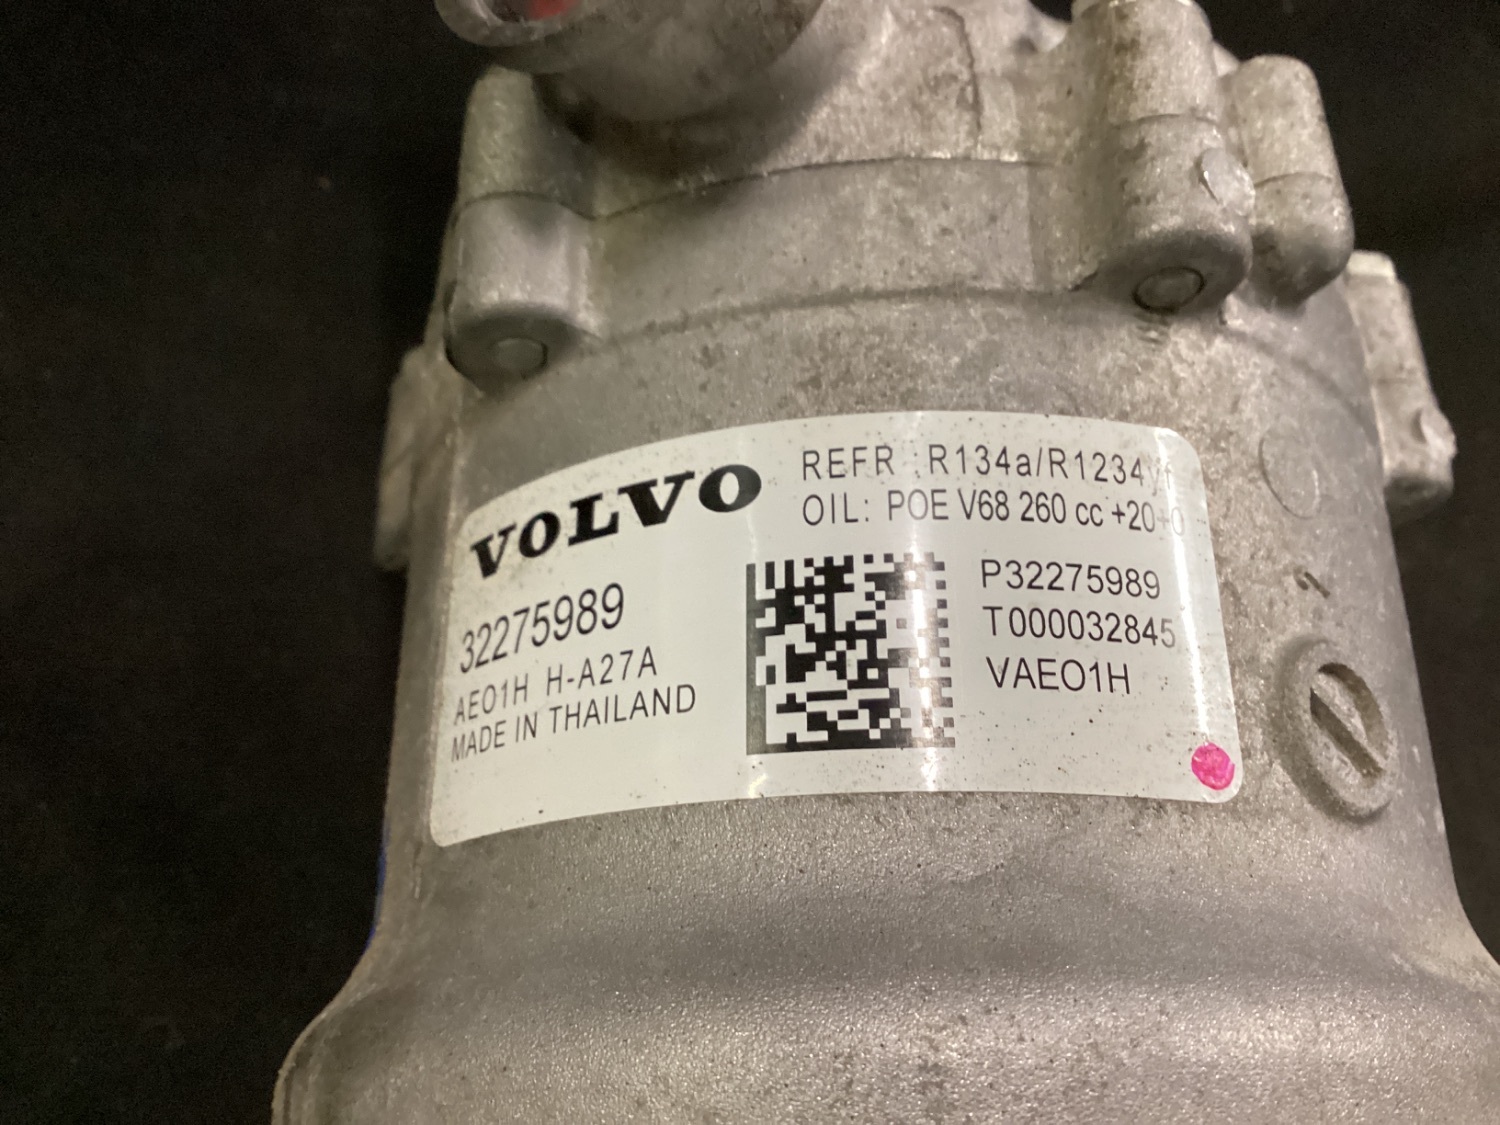 VOLVO
32275989
AEO1H H-A27A
MADE IN THAILAND
REFR : R134a/R1234yf
OIL: POE V68 260 cc +20-0
P32275989
T000032845
VAEO1H